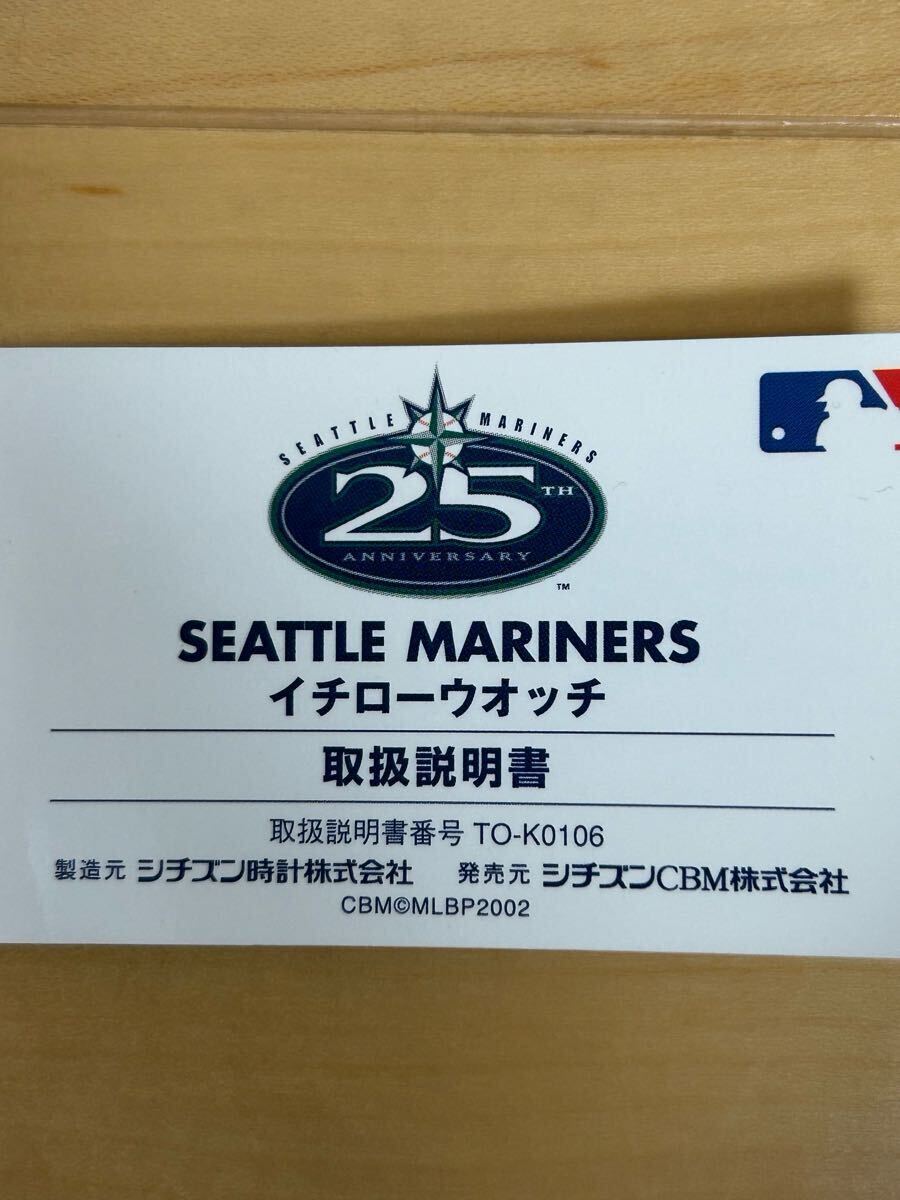 SEATTLE MARINERS
25TH
ANNIVERSARY
TM
SEATTLE MARINERS
イチローウオッチ
取扱説明書
取扱説明書番号 TO-K0106
製造元 シチズン時計株式会社 発売元 シチズンCBM株式会社
CBM©MLBP2002